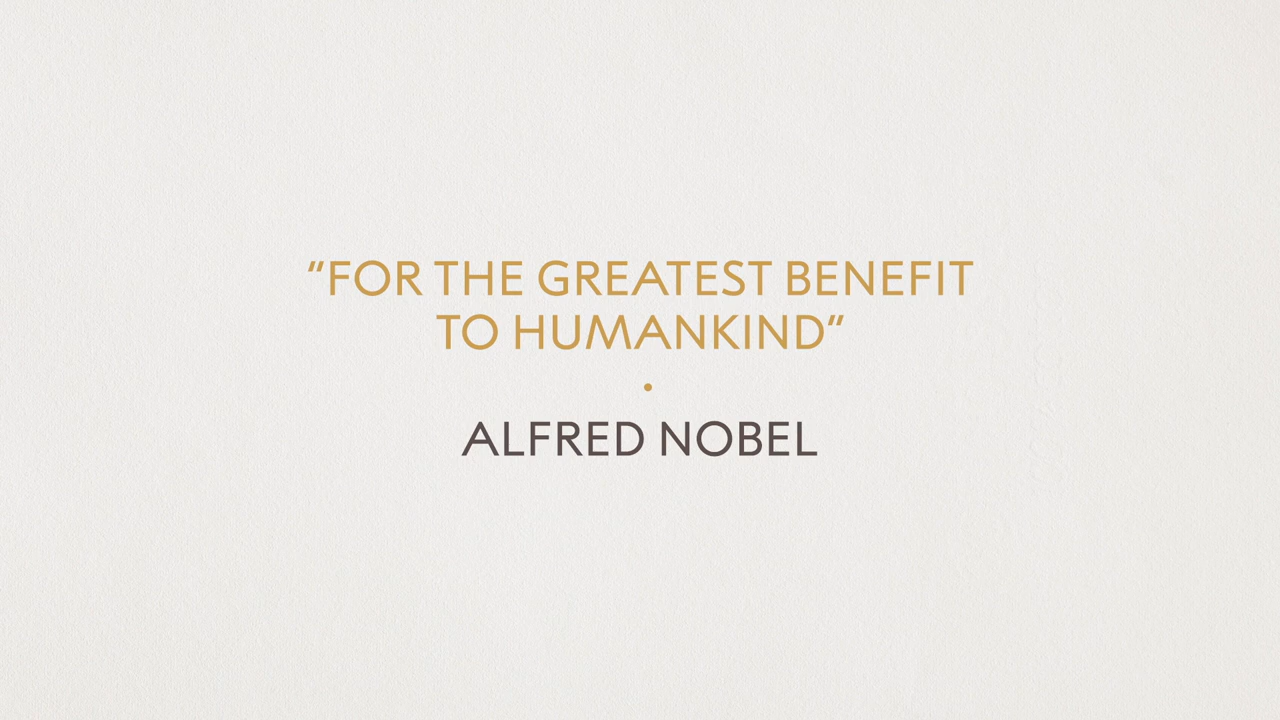 “FOR THE GREATEST BENEFIT
TO HUMANKIND”
•
ALFRED NOBEL